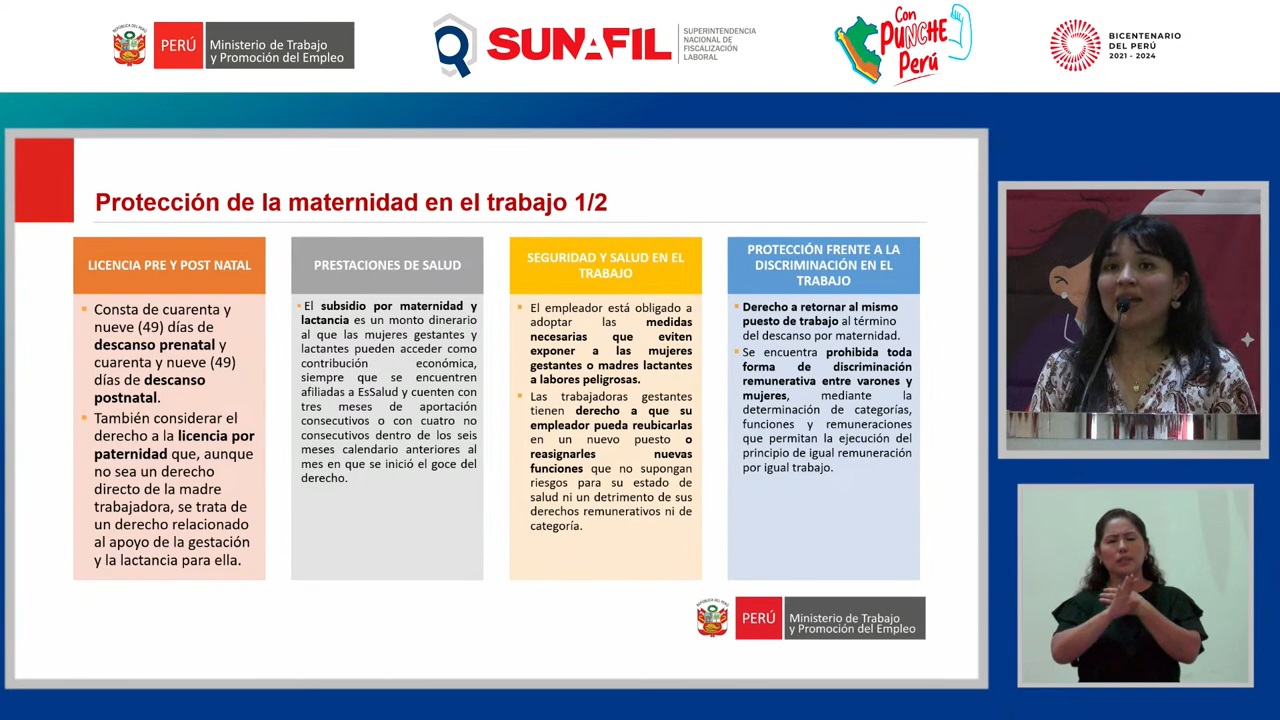 PERÚ
Ministerio de Trabajo
y Promoción del Empleo
SUNAFIL
SUPERINTENDENCIA
NACIONAL DE
FISCALIZACIÓN
LABORAL
Con
PUNCHE
Perú
BICENTENARIO
DEL PERÚ
2021 - 2024
Protección de la maternidad en el trabajo 1/2
LICENCIA PRE Y POST NATAL
Consta de cuarenta y
nueve (49) días de
descanso prenatal y
cuarenta y nueve (49)
días de descanso
postnatal.
También considerar el
derecho a la licencia por
paternidad que, aunque
no sea un derecho
directo de la madre
trabajadora, se trata de
un derecho relacionado
al apoyo de la gestación
y la lactancia para ella.
PRESTACIONES DE SALUD
El subsidio por maternidad y
lactancia es un monto dinerario
al que las mujeres gestantes y
lactantes pueden acceder como
contribución económica,
siempre que se encuentren
afiliadas a EsSalud y cuenten con
tres meses de aportación
consecutivos o con cuatro no
consecutivos dentro de los seis
meses calendario anteriores al
mes en que se inició el goce del
derecho.
SEGURIDAD Y SALUD EN EL
TRABAJO
El empleador está obligado a
adoptar las medidas
necesarias que eviten
exponer a las mujeres
gestantes o madres lactantes
a labores peligrosas.
Las trabajadoras gestantes
tienen derecho a que su
empleador pueda reubicarlas
en un nuevo puesto o
reasignarles nuevas
funciones que no supongan
riesgos para su estado de
salud ni un detrimento de sus
derechos remunerativos ni de
categoría.
PROTECCIÓN FRENTE A LA
DISCRIMINACIÓN EN EL
TRABAJO
Derecho a retornar al mismo
puesto de trabajo al término
del descanso por maternidad.
Se encuentra prohibida toda
forma de discriminación
remunerativa entre varones y
mujeres, mediante la
determinación de categorías,
funciones y remuneraciones
que permitan la ejecución del
principio de igual remuneración
por igual trabajo.
PERÚ
Ministerio de Trabajo
y Promoción del Empleo